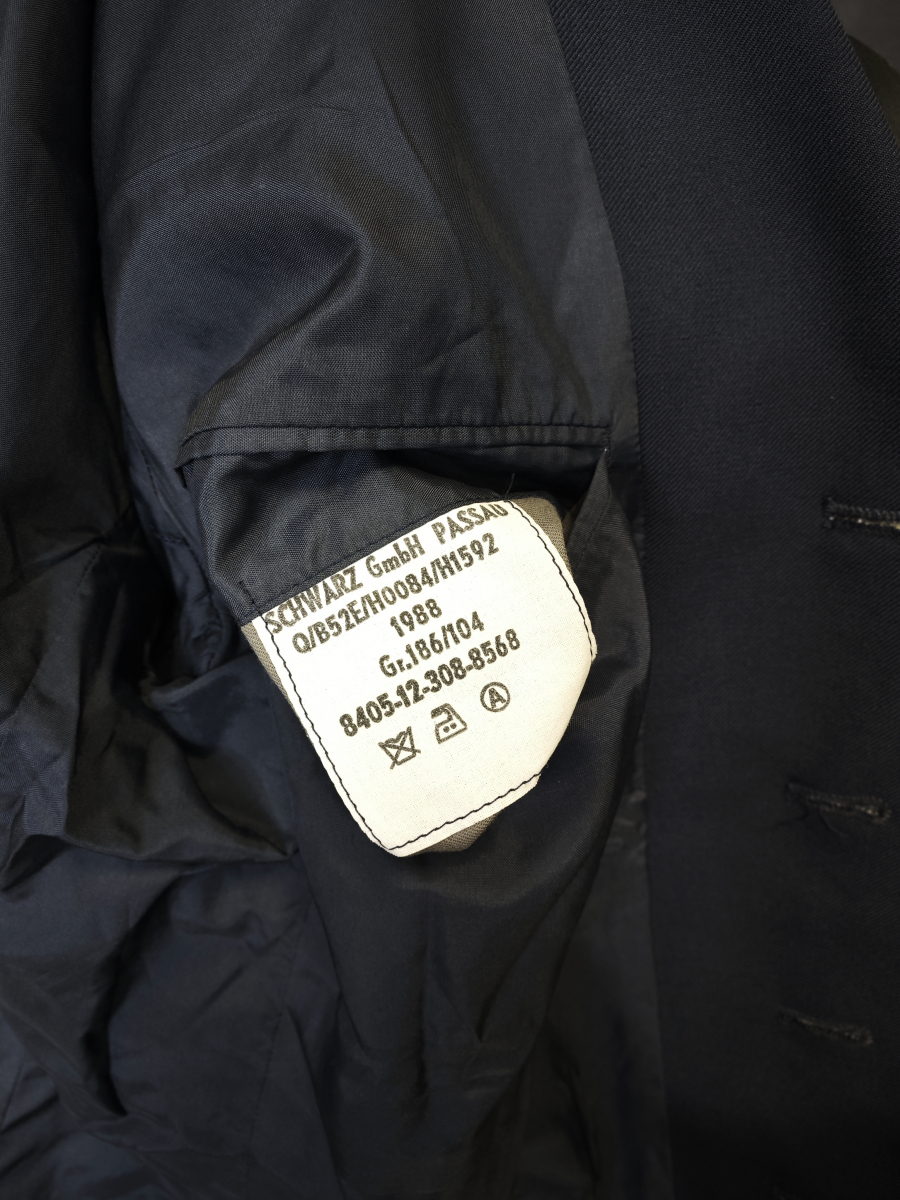 SCHWARZ GmbH PASSAU
Q/B52E/H0084/H1592
1988
Gr.186/104
8405-12-308-8568
A